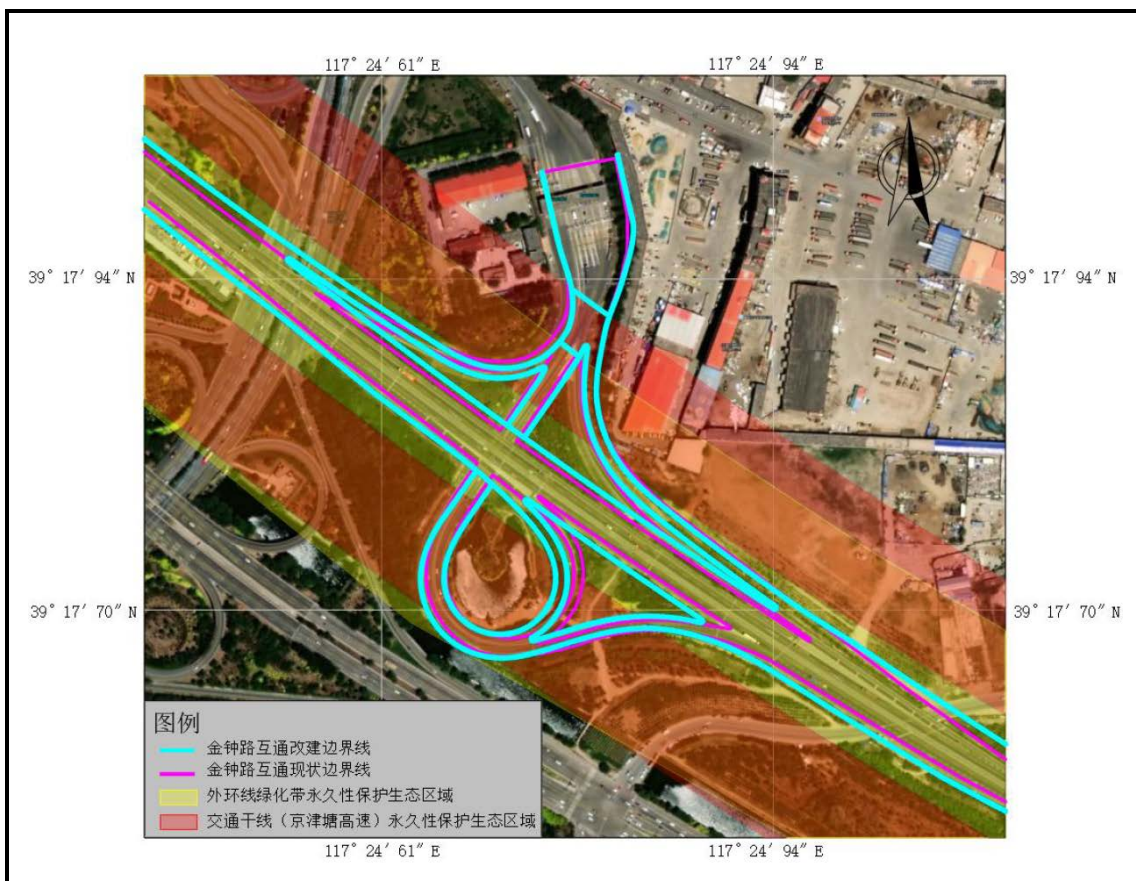 117° 24′ 61″ E
117° 24′ 94″ E
39° 17′ 94″ N
39° 17′ 94″ N
39° 17′ 70″ N
39° 17′ 70″ N
图例
金钟路互通改建边界线
金钟路互通现状边界线
外环线绿化带永久性保护生态区域
交通干线（京津塘高速）永久性保护生态区域
117° 24′ 61″ E
117° 24′ 94″ E